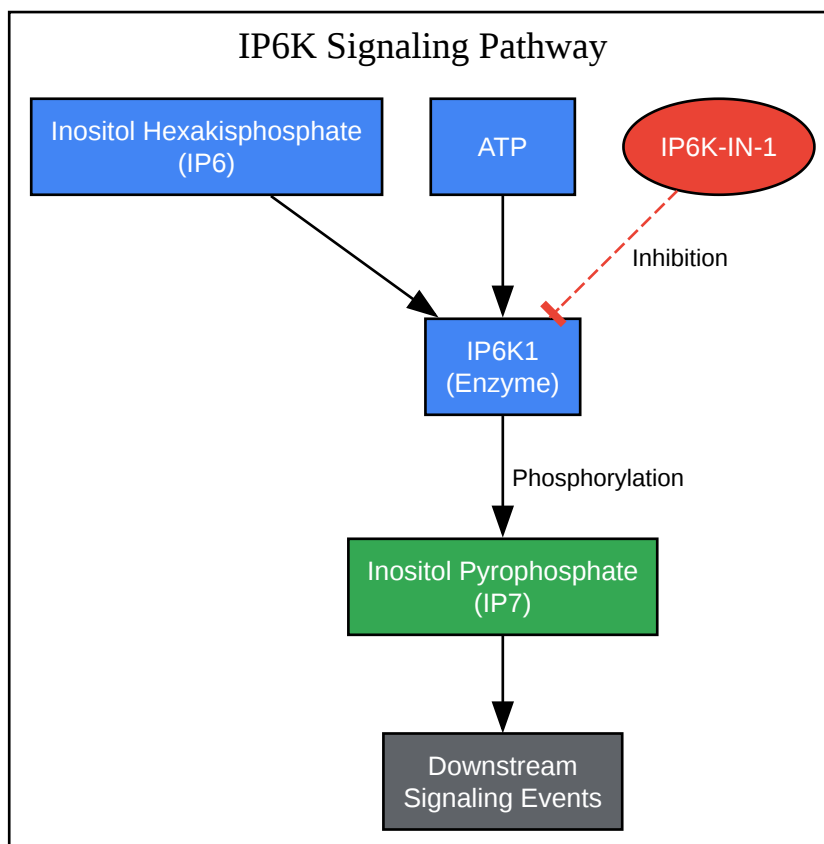 IP6K Signaling Pathway
Inositol Hexakisphosphate
(IP6)
ATP
IP6K-IN-1
Inhibition
IP6K1
(Enzyme)
Phosphorylation
Inositol Pyrophosphate
(IP7)
Downstream
Signaling Events